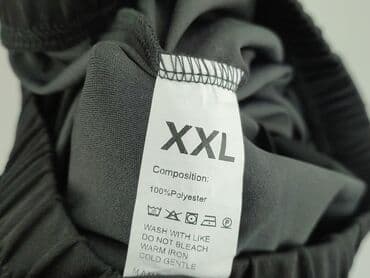 XXL
Composition:
100%Polyester
WASH WITH LIKE
DO NOT BLEACH
WARM IRON
COLD GENTLE